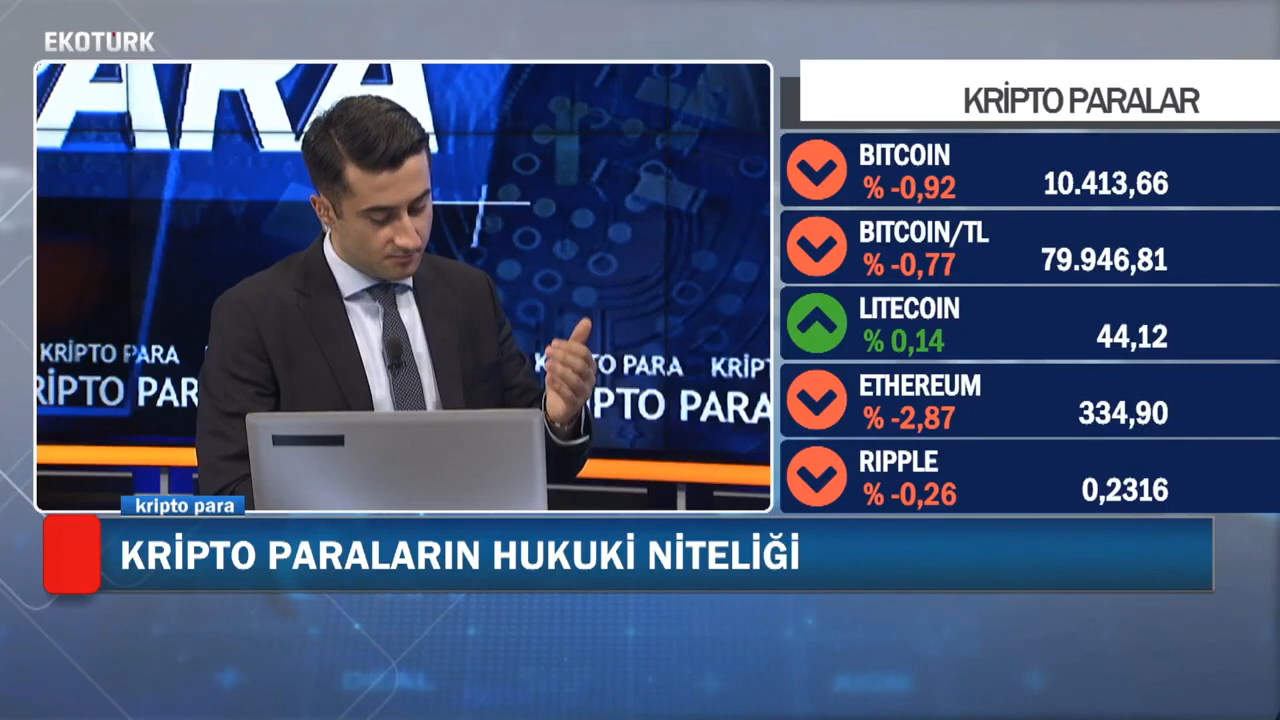 EKOTÜRK
ARA
KRİPTO PARA
KRİPTO PARA
KRİPTO PARALAR
BITCOIN
% -0,92
10.413,66
BITCOIN/TL
% -0,77
79.946,81
LITECOIN
% 0,14
44,12
ETHEREUM
% -2,87
334,90
RIPPLE
% -0,26
0,2316
kripto para
KRİPTO PARALARIN HUKUKİ NİTELİĞİ